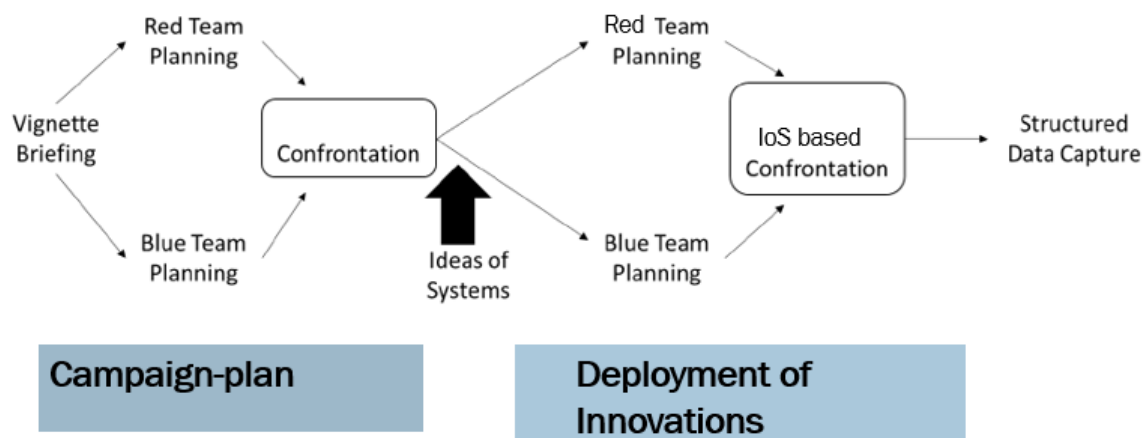 Red Team
Planning
Vignette
Briefing
Confrontation
Blue Team
Planning
Ideas of
Systems
Red Team
Planning
IoS based
Confrontation
Blue Team
Planning
Structured
Data Capture
Campaign-plan
Deployment of
Innovations